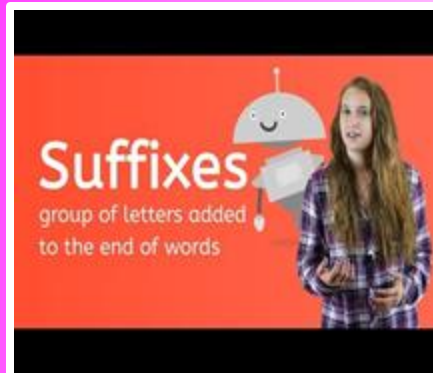 Suffixes
group of letters added
to the end of words